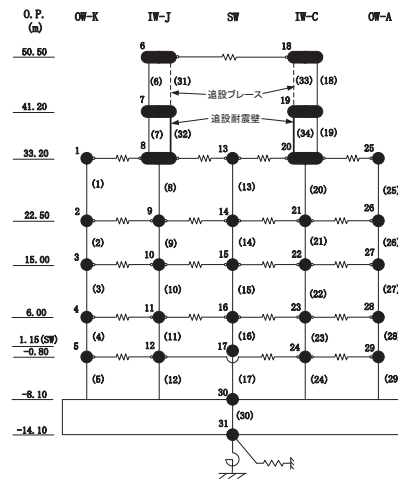 O.P. OW-K IW-J SW IW-C OW-A
(m)
50.50 6 18
(6) (31) (33) (18)
追設ブレース
41.20 7 19
追設耐震壁
(7) (32) (34) (19)
33.20 1 8 13 20 25
(1) (8) (13) (20) (25)
22.50 2 9 14 21 26
(2) (9) (14) (21) (26)
15.00 3 10 15 22 27
(3) (10) (15) (22) (27)
6.00 4 11 16 23 28
1.15(SW) (4) (11) (16) (23) (28)
-0.80 5 12 17 24 29
(5) (12) (17) (24) (29)
-8.10 30
(30)
-14.10 31